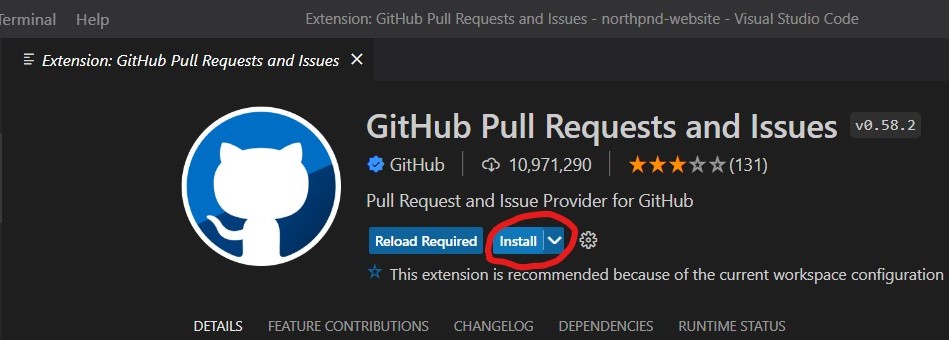 Terminal Help Extension: GitHub Pull Requests and Issues - northpnd-website - Visual Studio Code
Extension: GitHub Pull Requests and Issues
GitHub Pull Requests and Issues v0.58.2
GitHub 10,971,290 (131)
Pull Request and Issue Provider for GitHub
Reload Required Install
This extension is recommended because of the current workspace configuration
DETAILS FEATURE CONTRIBUTIONS CHANGELOG DEPENDENCIES RUNTIME STATUS